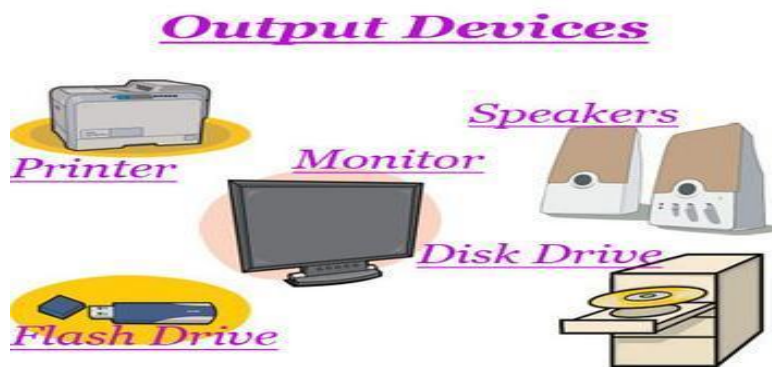 Output Devices
Speakers
Printer
Monitor
Disk Drive
Flash Drive